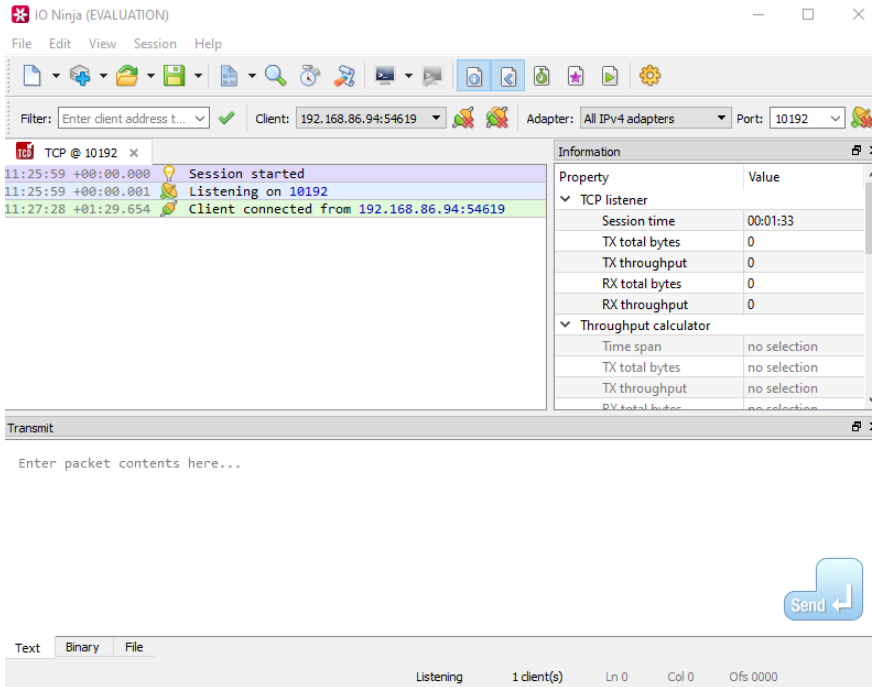 IO Ninja (EVALUATION)
File Edit View Session Help
Filter: Enter client address t... Client: 192.168.86.94:54619 Adapter: All IPv4 adapters Port: 10192
TCP TCP @ 10192
Information
11:25:59 +00:00.000 Session started
11:25:59 +00:00.001 Listening on 10192
11:27:28 +01:29.654 Client connected from 192.168.86.94:54619
Property Value
TCP listener
Session time 00:01:33
TX total bytes 0
TX throughput 0
RX total bytes 0
RX throughput 0
Throughput calculator
Time span no selection
TX total bytes no selection
TX throughput no selection
RX total bytes no selection
Transmit
Enter packet contents here...
Send
Text Binary File
Listening 1 client(s) Ln 0 Col 0 Ofs 0000